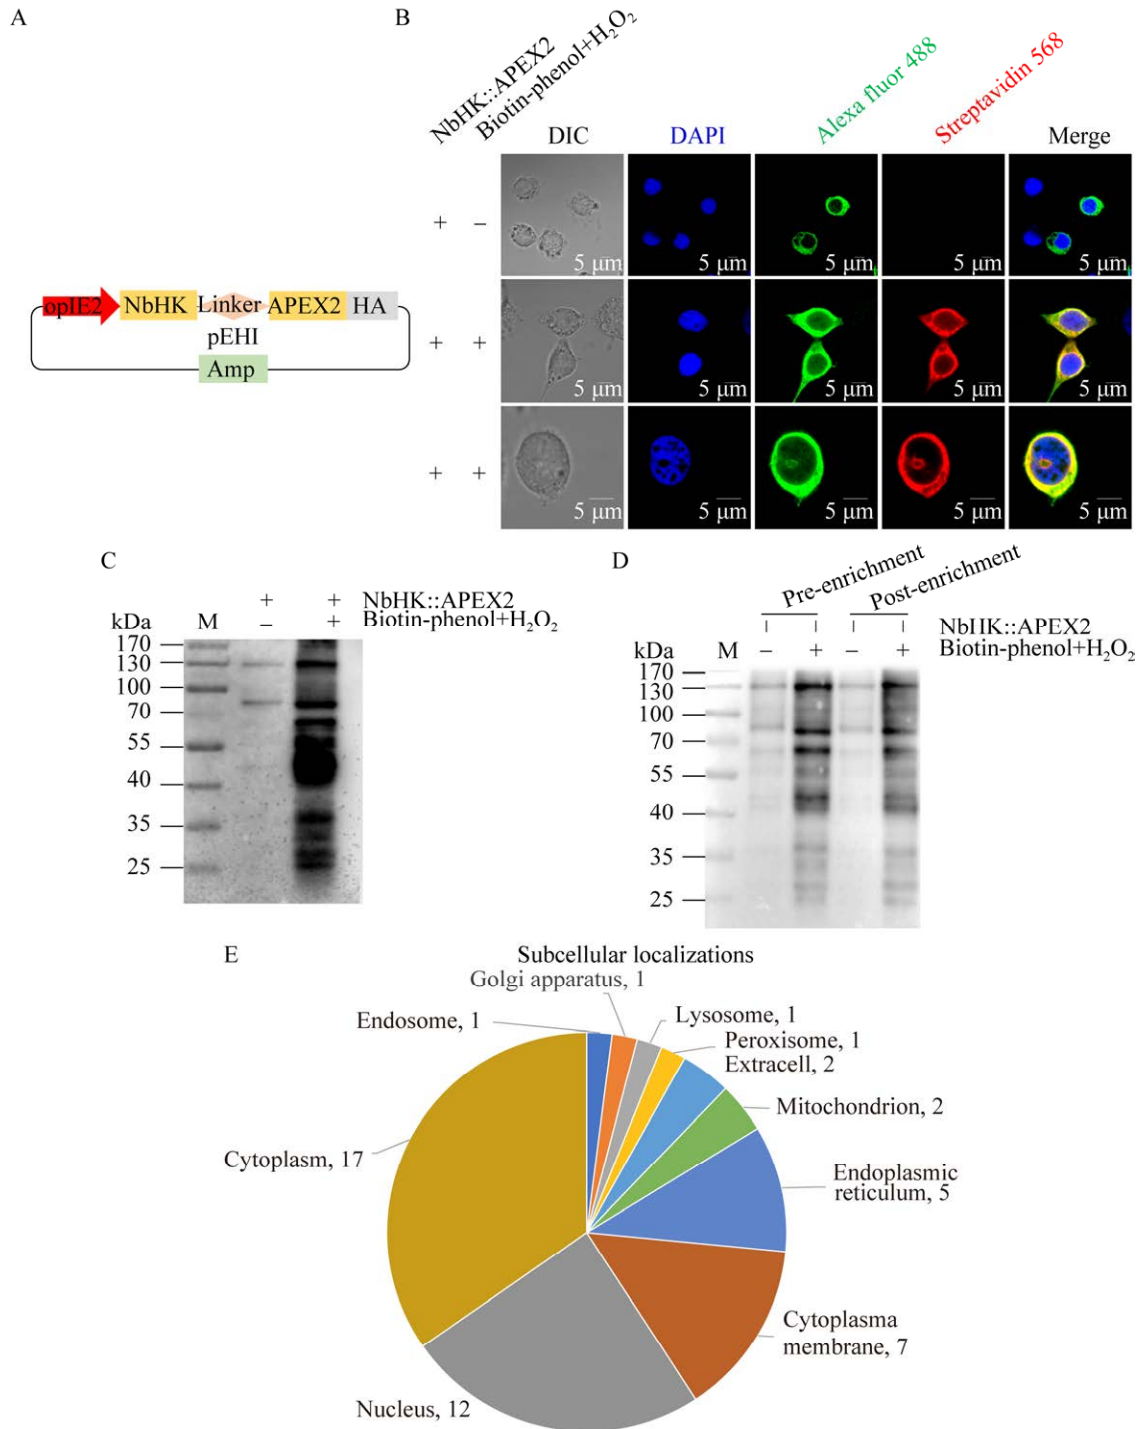 A
opIE2
NbHK
Linker
APEX2
HA
pEHI
Amp
B
NbHK::APEX2
Biotin-phenol+H₂O₂
DIC
DAPI
Alexa fluor 488
Streptavidin 568
Merge
+ −
5 μm
5 μm
5 μm
5 μm
5 μm
+ +
5 μm
5 μm
5 μm
5 μm
5 μm
+ +
5 μm
5 μm
5 μm
5 μm
5 μm
C
+ + NbHK::APEX2
kDa M − + Biotin-phenol+H₂O₂
170
130
100
70
55
40
35
25
D
Pre-enrichment
Post-enrichment
NbHK::APEX2
kDa M − + − + Biotin-phenol+H₂O₂
170
130
100
70
55
40
35
25
E
Subcellular localizations
Golgi apparatus, 1
Endosome, 1
Lysosome, 1
Peroxisome, 1
Extracell, 2
Mitochondrion, 2
Cytoplasm, 17
Endoplasmic
reticulum, 5
Cytoplasma
membrane, 7
Nucleus, 12